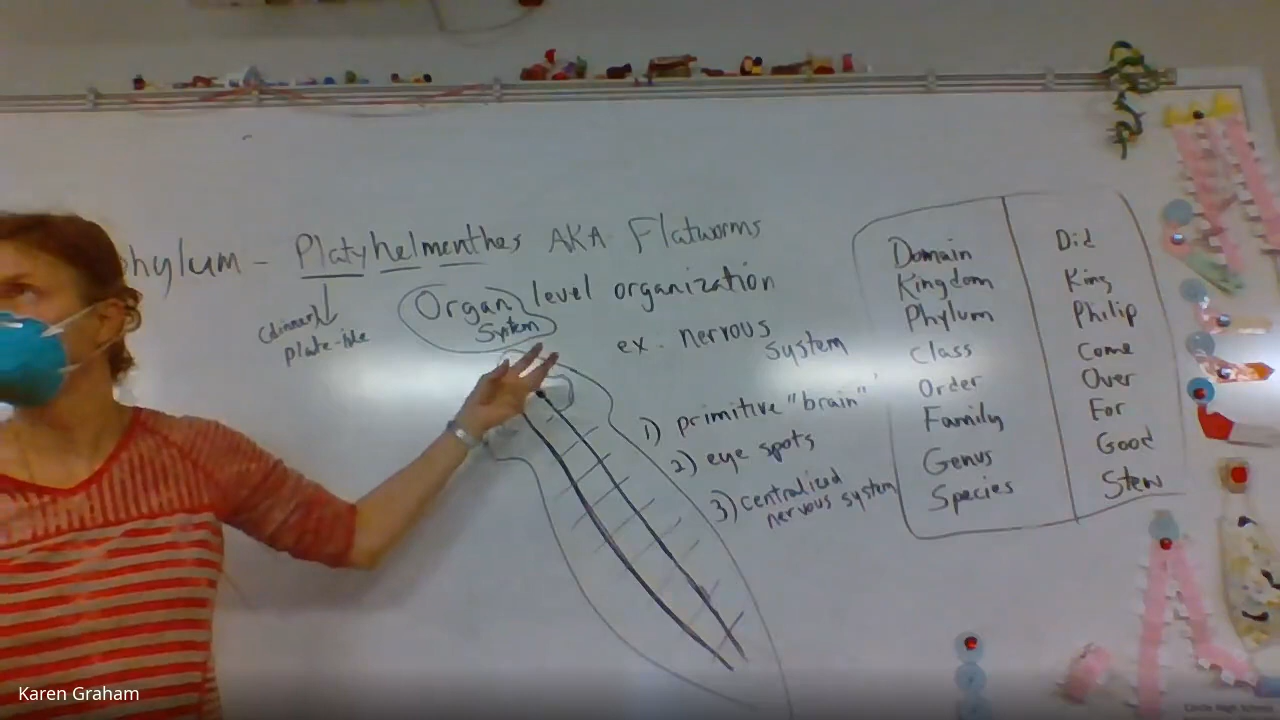 Phylum - Platyhelmenthes AKA Flatworms
(dinner)
plate-like
Organ level organization
System
ex. nervous
system
1) primitive "brain"
2) eye spots
3) centralized
nervous system
Domain Did
Kingdom King
Phylum Philip
Class Come
Order Over
Family For
Genus Good
Species Stew
Karen Graham